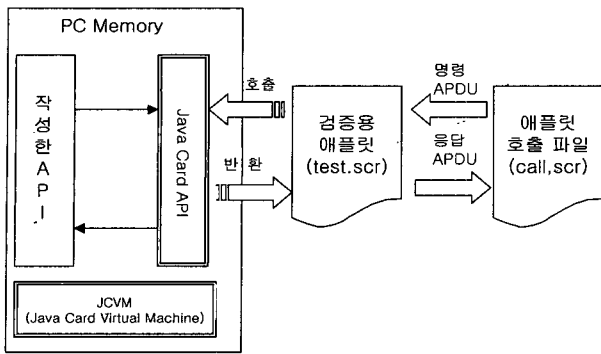 PC Memory
작
성
한
A
P
I
Java Card API
JCVM
(Java Card Virtual Machine)
호출
반환
검증용
애플릿
(test.scr)
명령
APDU
응답
APDU
애플릿
호출 파일
(call,scr)